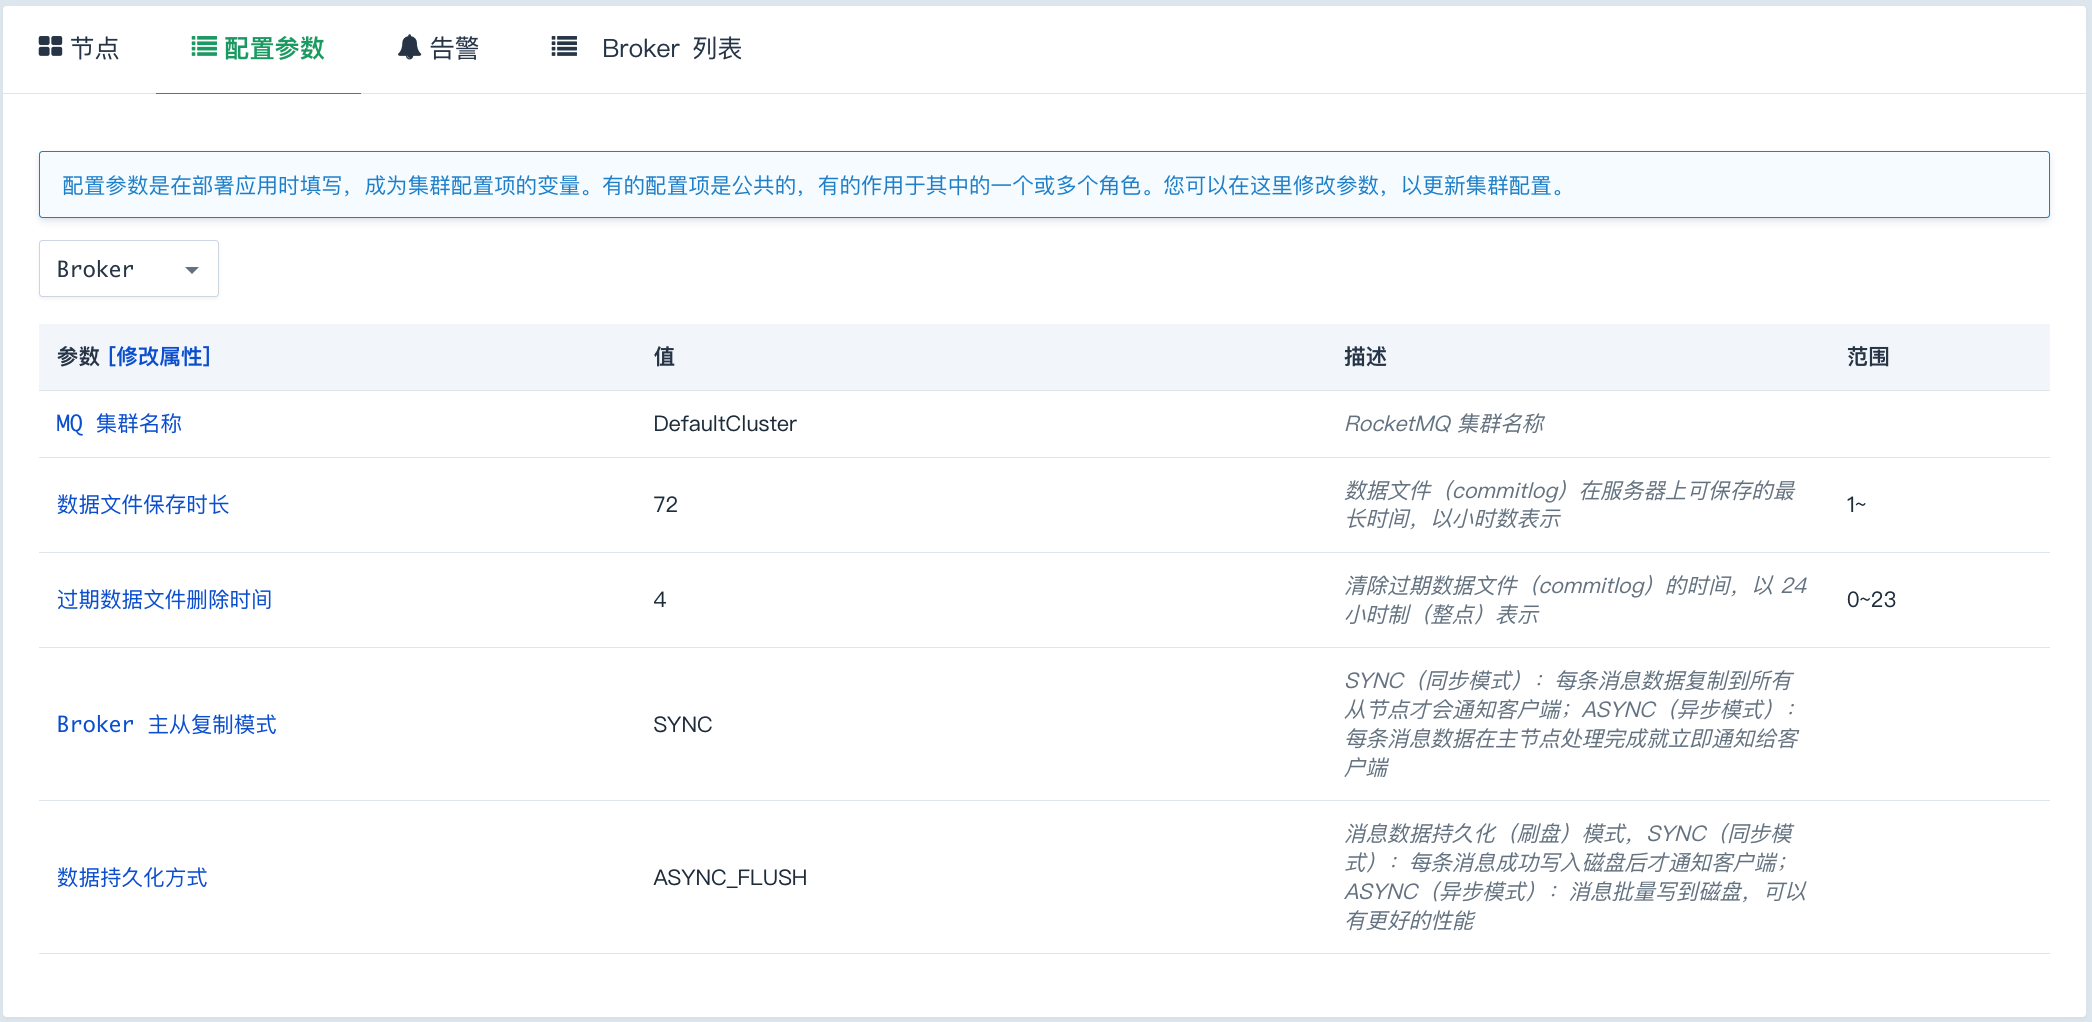 节点 配置参数 告警 Broker 列表
配置参数是在部署应用时填写，成为集群配置项的变量。有的配置项是公共的，有的作用于其中的一个或多个角色。您可以在这里修改参数，以更新集群配置。
Broker
参数 [修改属性] 值 描述 范围
MQ 集群名称 DefaultCluster RocketMQ 集群名称
数据文件保存时长 72 数据文件（commitlog）在服务器上可保存的最
长时间，以小时数表示 1~
过期数据文件删除时间 4 清除过期数据文件（commitlog）的时间，以 24
小时制（整点）表示 0~23
Broker 主从复制模式 SYNC SYNC（同步模式）：每条消息数据复制到所有
从节点才会通知客户端；ASYNC（异步模式）：
每条消息数据在主节点处理完成就立即通知给客
户端
数据持久化方式 ASYNC_FLUSH 消息数据持久化（刷盘）模式，SYNC（同步模
式）：每条消息成功写入磁盘后才通知客户端；
ASYNC（异步模式）：消息批量写到磁盘，可以
有更好的性能